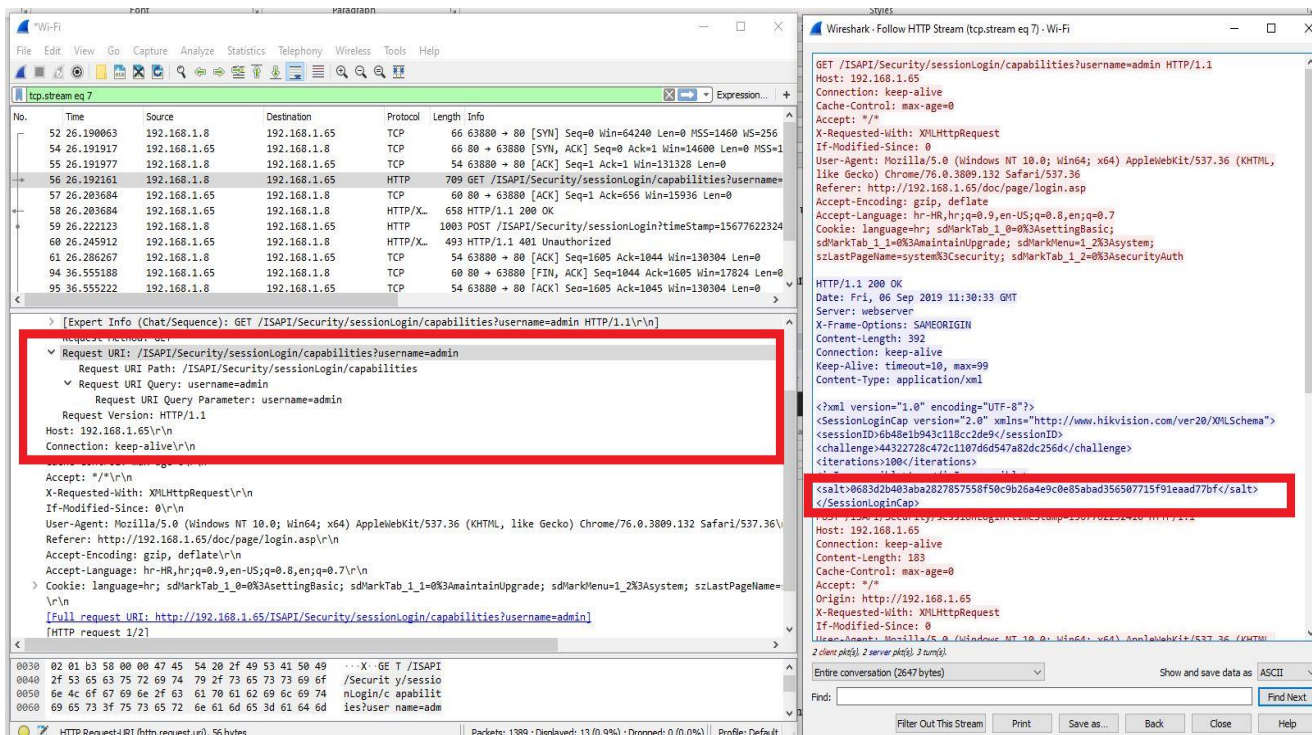 Font
Paragraph
Styles
*Wi-Fi
File Edit View Go Capture Analyze Statistics Telephony Wireless Tools Help
tcp.stream eq 7
Expression... +
No. Time Source Destination Protocol Length Info
52 26.190063 192.168.1.8 192.168.1.65 TCP 66 63880 → 80 [SYN] Seq=0 Win=64240 Len=0 MSS=1460 WS=256
54 26.191917 192.168.1.65 192.168.1.8 TCP 66 80 → 63880 [SYN, ACK] Seq=0 Ack=1 Win=14600 Len=0 MSS=1
55 26.191977 192.168.1.8 192.168.1.65 TCP 54 63880 → 80 [ACK] Seq=1 Ack=1 Win=131328 Len=0
56 26.192161 192.168.1.8 192.168.1.65 HTTP 709 GET /ISAPI/Security/sessionLogin/capabilities?username=
57 26.203684 192.168.1.65 192.168.1.8 TCP 60 80 → 63880 [ACK] Seq=1 Ack=656 Win=15936 Len=0
58 26.203684 192.168.1.65 192.168.1.8 HTTP/X… 658 HTTP/1.1 200 OK
59 26.222123 192.168.1.8 192.168.1.65 HTTP 1003 POST /ISAPI/Security/sessionLogin?timeStamp=15677622324
60 26.245912 192.168.1.65 192.168.1.8 HTTP/X… 493 HTTP/1.1 401 Unauthorized
61 26.286267 192.168.1.8 192.168.1.65 TCP 54 63880 → 80 [ACK] Seq=1605 Ack=1044 Win=130304 Len=0
94 36.555188 192.168.1.65 192.168.1.8 TCP 60 80 → 63880 [FIN, ACK] Seq=1044 Ack=1605 Win=17824 Len=0
95 36.555222 192.168.1.8 192.168.1.65 TCP 54 63880 → 80 [ACK] Seq=1605 Ack=1045 Win=130304 Len=0
[Expert Info (Chat/Sequence): GET /ISAPI/Security/sessionLogin/capabilities?username=admin HTTP/1.1\r\n]
Request Method: GET
Request URI: /ISAPI/Security/sessionLogin/capabilities?username=admin
Request URI Path: /ISAPI/Security/sessionLogin/capabilities
Request URI Query: username=admin
Request URI Query Parameter: username=admin
Request Version: HTTP/1.1
Host: 192.168.1.65\r\n
Connection: keep-alive\r\n
Accept: */*\r\n
X-Requested-With: XMLHttpRequest\r\n
If-Modified-Since: 0\r\n
User-Agent: Mozilla/5.0 (Windows NT 10.0; Win64; x64) AppleWebKit/537.36 (KHTML, like Gecko) Chrome/76.0.3809.132 Safari/537.36\
Referer: http://192.168.1.65/doc/page/login.asp\r\n
Accept-Encoding: gzip, deflate\r\n
Accept-Language: hr-HR,hr;q=0.9,en-US;q=0.8,en;q=0.7\r\n
Cookie: language=hr; sdMarkTab_1_0=0%3AsettingBasic; sdMarkTab_1_1=0%3AmaintainUpgrade; sdMarkMenu=1_2%3Asystem; szLastPageName=
\r\n
[Full request URI: http://192.168.1.65/ISAPI/Security/sessionLogin/capabilities?username=admin]
[HTTP request 1/2]
0030 02 01 b3 58 00 00 47 45 54 20 2f 49 53 41 50 49 ···X··GE T /ISAPI
0040 2f 53 65 63 75 72 69 74 79 2f 73 65 73 73 69 6f /Securit y/sessio
0050 6e 4c 6f 67 69 6e 2f 63 61 70 61 62 69 6c 69 74 nLogin/c apabilit
0060 69 65 73 3f 75 73 65 72 6e 61 6d 65 3d 61 64 6d ies?user name=adm
HTTP Request-URI (http.request.uri), 56 bytes
Packets: 1389 · Displayed: 13 (0.9%) · Dropped: 0 (0.0%)
Profile: Default
Wireshark · Follow HTTP Stream (tcp.stream eq 7) · Wi-Fi
GET /ISAPI/Security/sessionLogin/capabilities?username=admin HTTP/1.1
Host: 192.168.1.65
Connection: keep-alive
Cache-Control: max-age=0
Accept: */*
X-Requested-With: XMLHttpRequest
If-Modified-Since: 0
User-Agent: Mozilla/5.0 (Windows NT 10.0; Win64; x64) AppleWebKit/537.36 (KHTML,
like Gecko) Chrome/76.0.3809.132 Safari/537.36
Referer: http://192.168.1.65/doc/page/login.asp
Accept-Encoding: gzip, deflate
Accept-Language: hr-HR,hr;q=0.9,en-US;q=0.8,en;q=0.7
Cookie: language=hr; sdMarkTab_1_0=0%3AsettingBasic;
sdMarkTab_1_1=0%3AmaintainUpgrade; sdMarkMenu=1_2%3Asystem;
szLastPageName=system%3Csecurity; sdMarkTab_1_2=0%3AsecurityAuth
HTTP/1.1 200 OK
Date: Fri, 06 Sep 2019 11:30:33 GMT
Server: webserver
X-Frame-Options: SAMEORIGIN
Content-Length: 392
Connection: keep-alive
Keep-Alive: timeout=10, max=99
Content-Type: application/xml
<?xml version="1.0" encoding="UTF-8"?>
<SessionLoginCap version="2.0" xmlns="http://www.hikvision.com/ver20/XMLSchema">
<sessionID>6b48e1b943c118cc2de9</sessionID>
<challenge>44322728c472c1107d6d547a82dc256d</challenge>
<iterations>100</iterations>
<salt>0683d2b403aba2827857558f50c9b26a4e9c0e85abad356507715f91eaad77bf</salt>
</SessionLoginCap>
Host: 192.168.1.65
Connection: keep-alive
Content-Length: 183
Cache-Control: max-age=0
Accept: */*
Origin: http://192.168.1.65
X-Requested-With: XMLHttpRequest
If-Modified-Since: 0
User-Agent: Mozilla/5.0 (Windows NT 10.0; Win64; x64) AppleWebKit/537.36 (KHTML,
2 client pkt(s), 2 server pkt(s), 3 turn(s).
Entire conversation (2647 bytes)
Show and save data as ASCII
Find:
Find Next
Filter Out This Stream Print Save as... Back Close Help